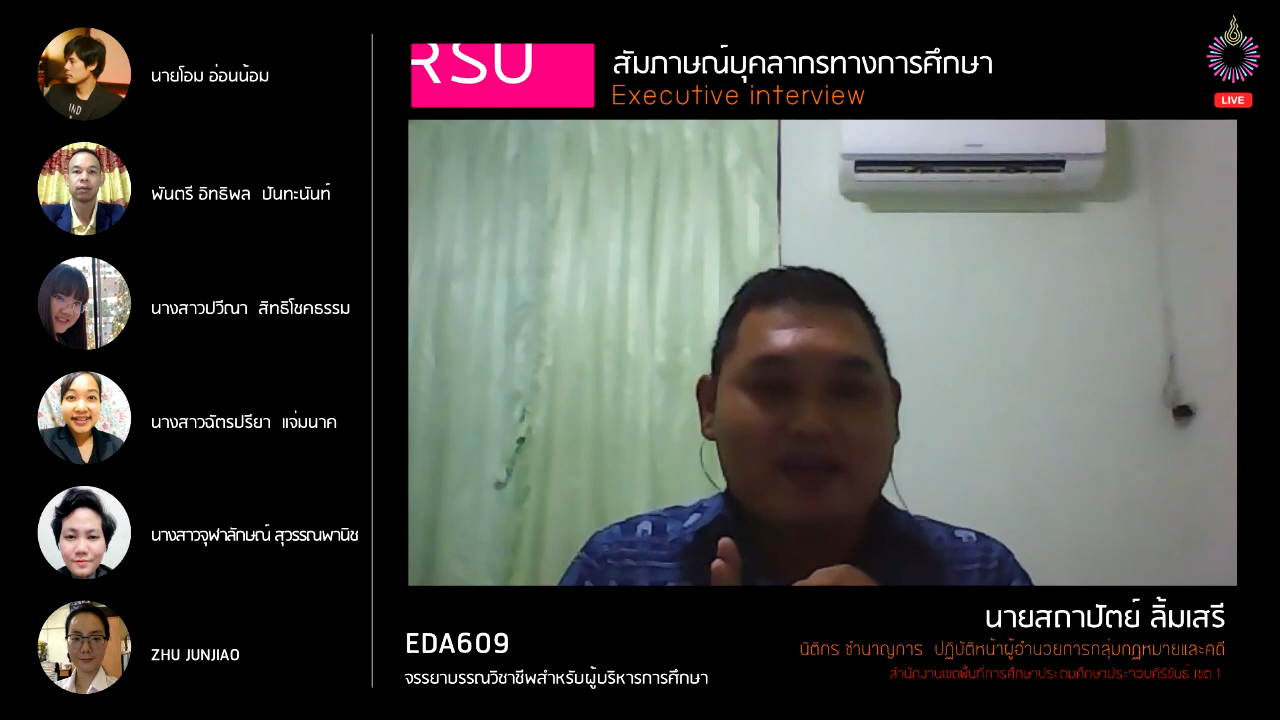 นายโอม อ่อนน้อม
พันตรี อิทธิพล ปันทะนันท์
นางสาวปวีณา สิทธิโชคธรรม
นางสาวฉัตรปรียา แจ่มนาค
นางสาวจุฬาลักษณ์ สุวรรณพานิช
ZHU JUNJIAO
RSU
สัมภาษณ์บุคลากรทางการศึกษา
Executive interview
LIVE
IND
EDA609
จรรยาบรรณวิชาชีพสำหรับผู้บริหารการศึกษา
นายสถาปัตย์ ลิ้มเสรี
นิติกร ชำนาญการ ปฏิบัติหน้าผู้อำนวยการกลุ่มกฎหมายและคดี
สำนักงานเขตพื้นที่การศึกษาประถมศึกษาประจวบคีรีขันธ์ เขต 1